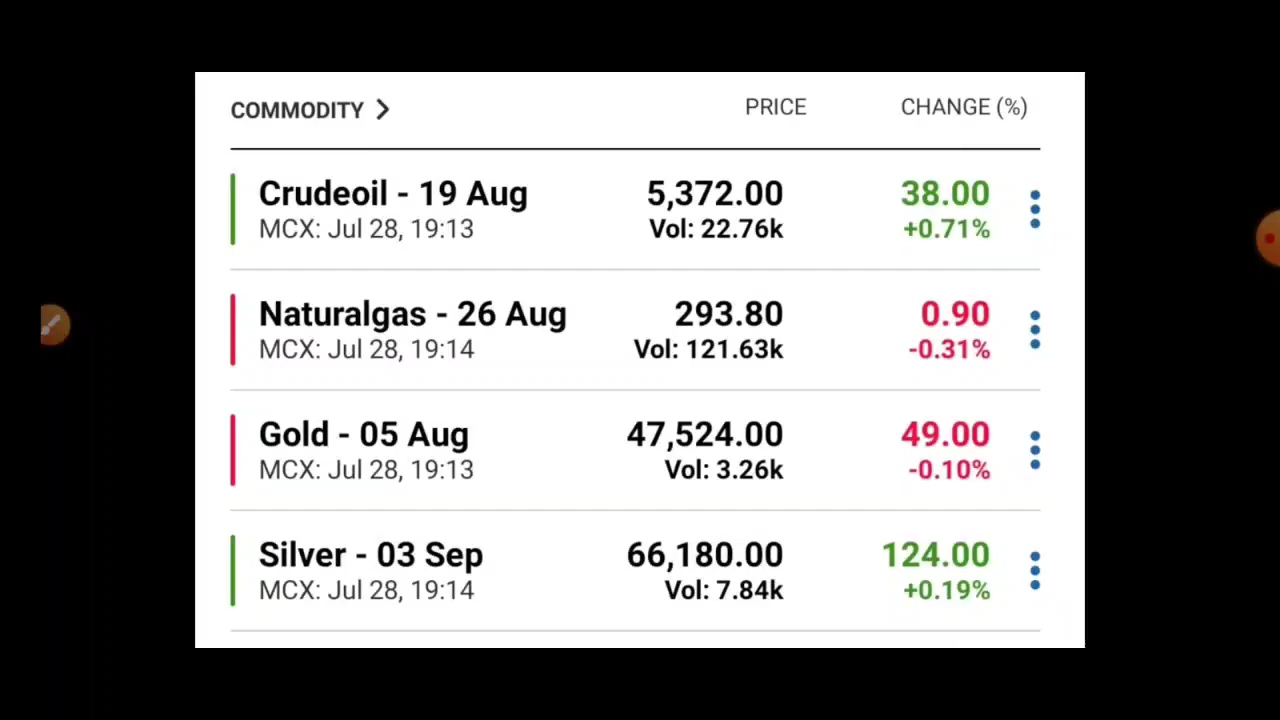 COMMODITY PRICE CHANGE (%)
Crudeoil - 19 Aug 5,372.00 38.00
MCX: Jul 28, 19:13 Vol: 22.76k +0.71%
Naturalgas - 26 Aug 293.80 0.90
MCX: Jul 28, 19:14 Vol: 121.63k -0.31%
Gold - 05 Aug 47,524.00 49.00
MCX: Jul 28, 19:13 Vol: 3.26k -0.10%
Silver - 03 Sep 66,180.00 124.00
MCX: Jul 28, 19:14 Vol: 7.84k +0.19%